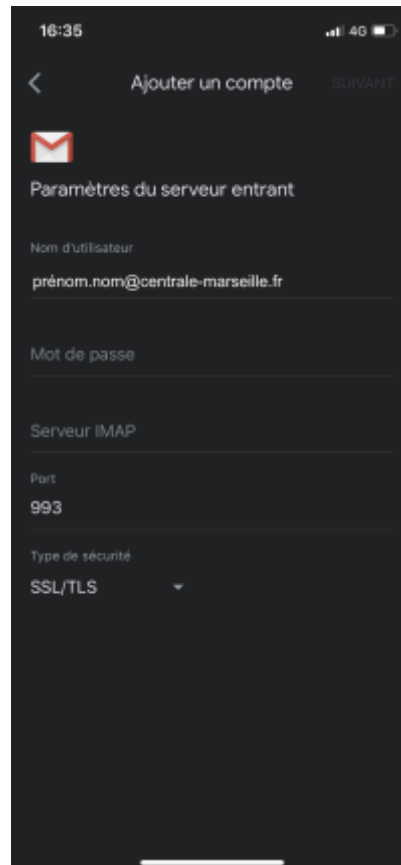 16:35
4G
Ajouter un compte
SUIVANT
Paramètres du serveur entrant
Nom d'utilisateur
prénom.nom@centrale-marseille.fr
Mot de passe
Serveur IMAP
Port
993
Type de sécurité
SSL/TLS